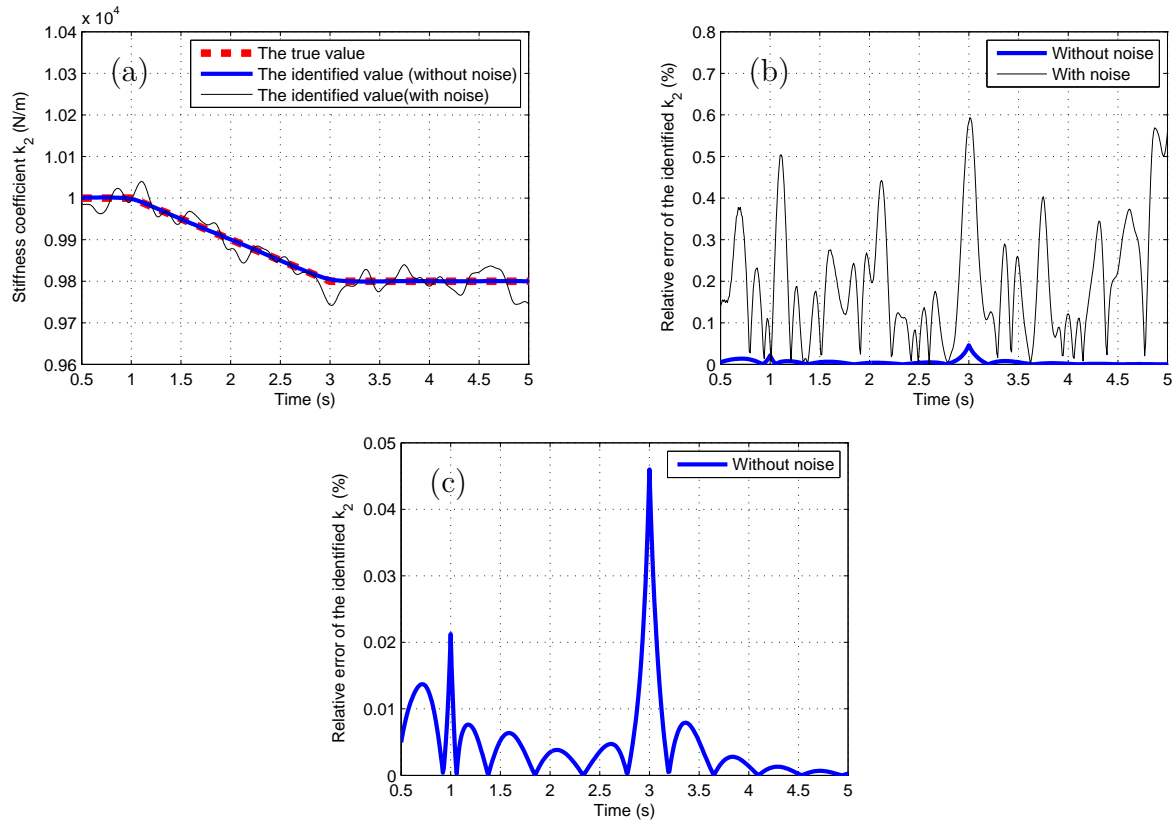 x 10^4
1.04
1.03
1.02
1.01
1
0.99
0.98
0.97
0.96
0.5 1 1.5 2 2.5 3 3.5 4 4.5 5
Time (s)
Stiffness coefficient k_2 (N/m)
(a)
The true value
The identified value (without noise)
The identified value(with noise)
0.8
0.7
0.6
0.5
0.4
0.3
0.2
0.1
0
0.5 1 1.5 2 2.5 3 3.5 4 4.5 5
Time (s)
Relative error of the identified k_2 (%)
(b)
Without noise
With noise
0.05
0.04
0.03
0.02
0.01
0
0.5 1 1.5 2 2.5 3 3.5 4 4.5 5
Time (s)
Relative error of the identified k_2 (%)
(c)
Without noise